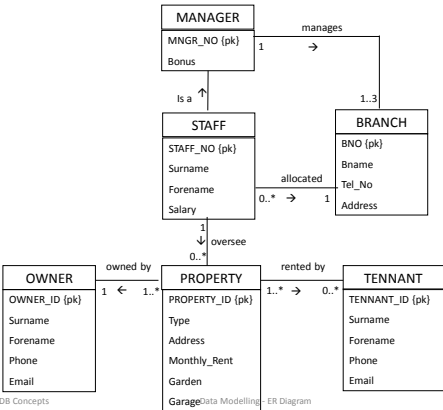 MANAGER
manages
MNGR_NO {pk}
1 →
Bonus
Is a ↑
1..3
STAFF
BRANCH
STAFF_NO {pk}
BNO {pk}
Surname
Bname
Forename
allocated
Tel_No
Salary
0..* → 1
Address
1
↓ oversee
0..*
OWNER
owned by
PROPERTY
rented by
TENNANT
OWNER_ID {pk}
1 ← 1..*
PROPERTY_ID {pk}
1..* → 0..*
TENNANT_ID {pk}
Surname
Type
Surname
Forename
Address
Forename
Phone
Monthly_Rent
Phone
Email
Garden
Email
DB Concepts
Garage
Data Modelling - ER Diagram